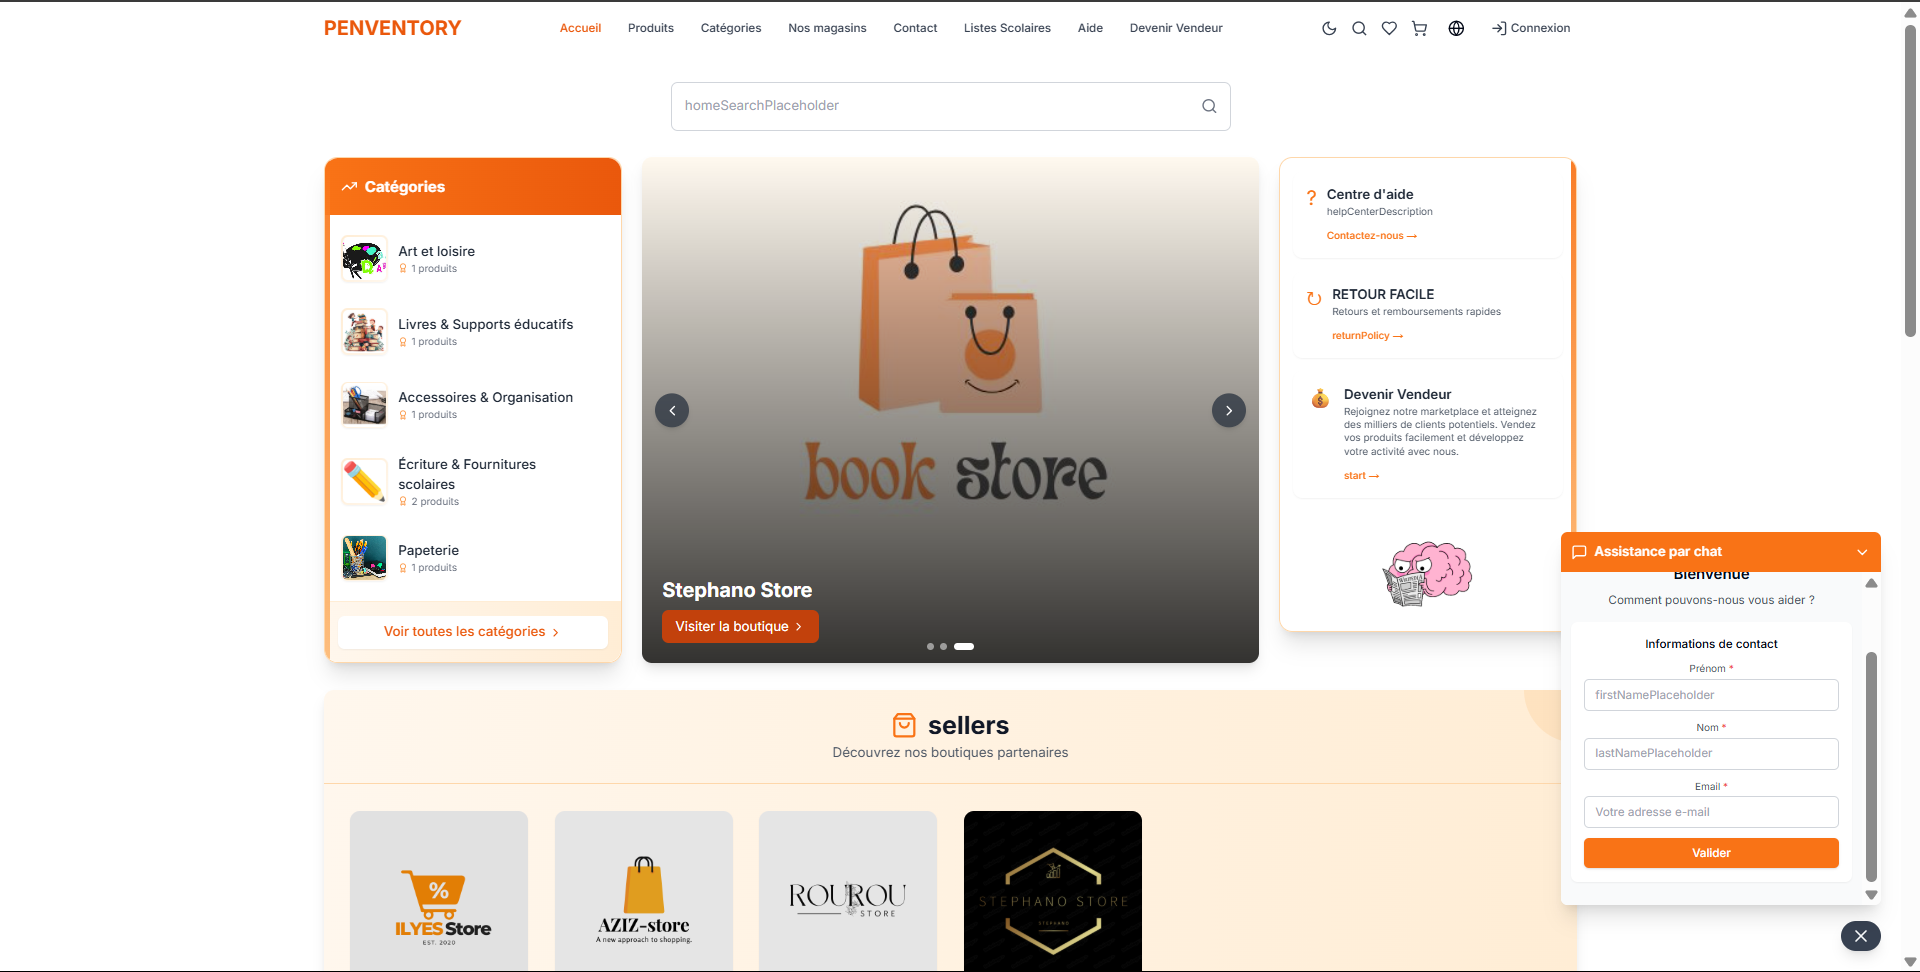 PENVENTORY
Accueil Produits Catégories Nos magasins Contact Listes Scolaires Aide Devenir Vendeur
Connexion
homeSearchPlaceholder
Catégories
Art et loisire
1 produits
Livres & Supports éducatifs
1 produits
Accessoires & Organisation
1 produits
Écriture & Fournitures
scolaires
2 produits
Papeterie
1 produits
Voir toutes les catégories
book store
Stephano Store
Visiter la boutique
?
Centre d'aide
helpCenterDescription
Contactez-nous →
RETOUR FACILE
Retours et remboursements rapides
returnPolicy →
Devenir Vendeur
Rejoignez notre marketplace et atteignez
des milliers de clients potentiels. Vendez
vos produits facilement et développez
votre activité avec nous.
start →
Assistance par chat
Bienvenue
Comment pouvons-nous vous aider ?
Informations de contact
Prénom *
firstNamePlaceholder
Nom *
lastNamePlaceholder
Email *
Votre adresse e-mail
Valider
sellers
Découvrez nos boutiques partenaires
%
ILYES Store
EST. 2020
AZIZ-store
A new approach to shopping.
ROUROU
STORE
STEPHANO STORE